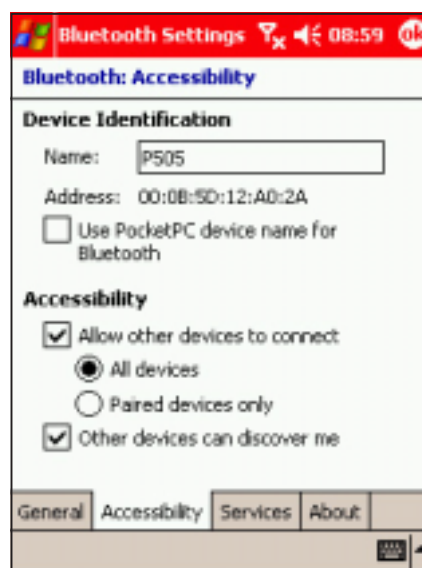 Bluetooth Settings 08:59 ok
Bluetooth: Accessibility
Device Identification
Name: P505
Address: 00:0B:5D:12:A0:2A
Use PocketPC device name for
Bluetooth
Accessibility
Allow other devices to connect
All devices
Paired devices only
Other devices can discover me
General Accessibility Services About